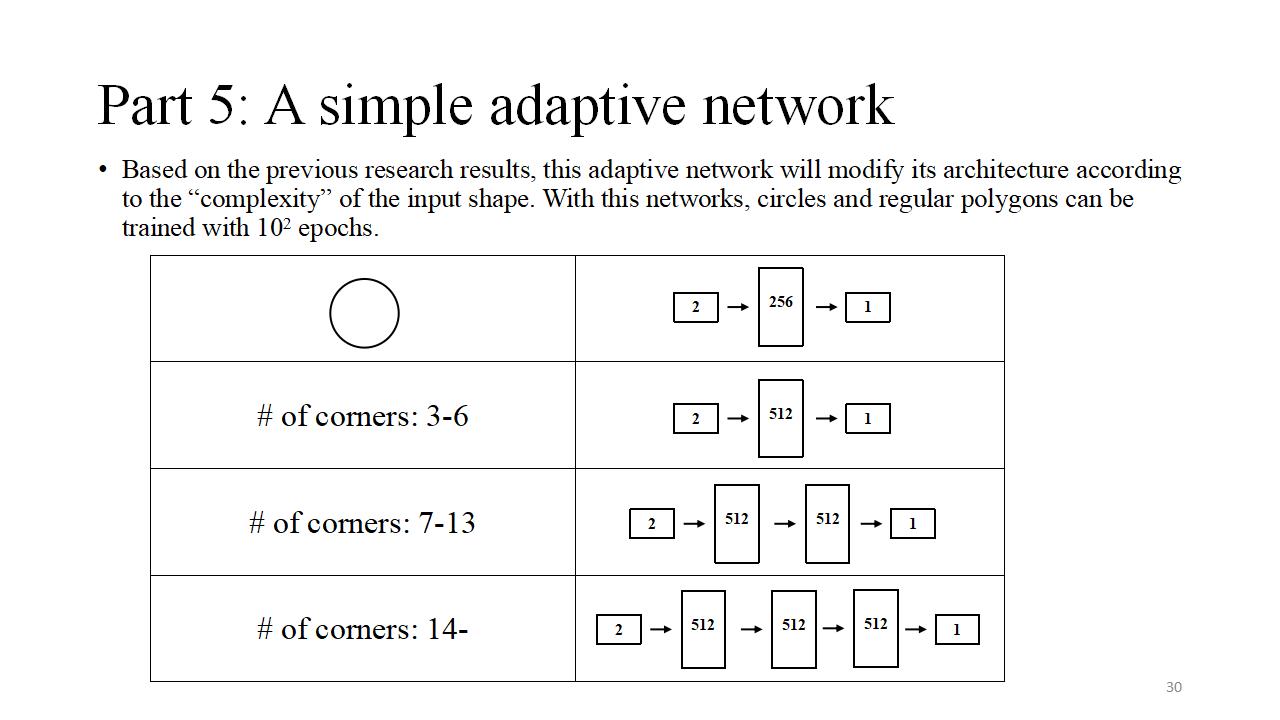 Part 5: A simple adaptive network
• Based on the previous research results, this adaptive network will modify its architecture according
to the “complexity” of the input shape. With this networks, circles and regular polygons can be
trained with 10² epochs.
2 → 256 → 1
# of corners: 3-6
2 → 512 → 1
# of corners: 7-13
2 → 512 → 512 → 1
# of corners: 14-
2 → 512 → 512 → 512 → 1
30